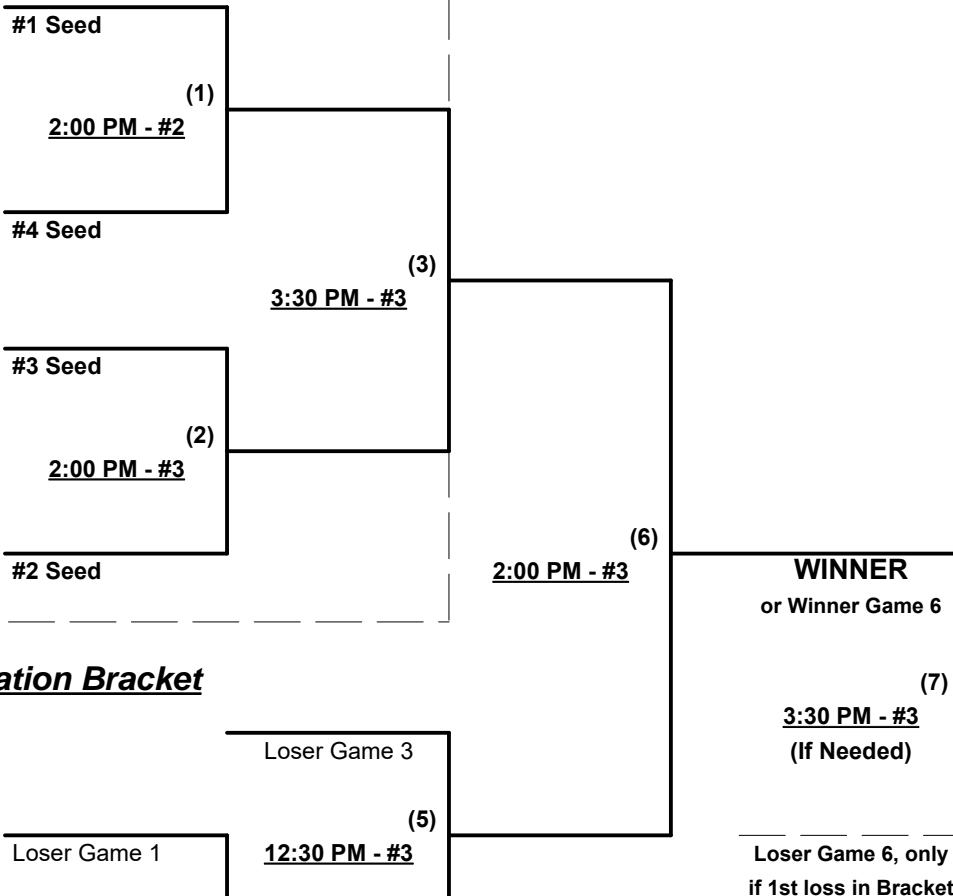 #1 Seed
(1)
2:00 PM - #2
#4 Seed
(3)
3:30 PM - #3
#3 Seed
(2)
2:00 PM - #3
#2 Seed
(6)
2:00 PM - #3
WINNER
or Winner Game 6
ation Bracket
(7)
3:30 PM - #3
(If Needed)
Loser Game 3
(5)
12:30 PM - #3
Loser Game 1
Loser Game 6, only
if 1st loss in Bracket